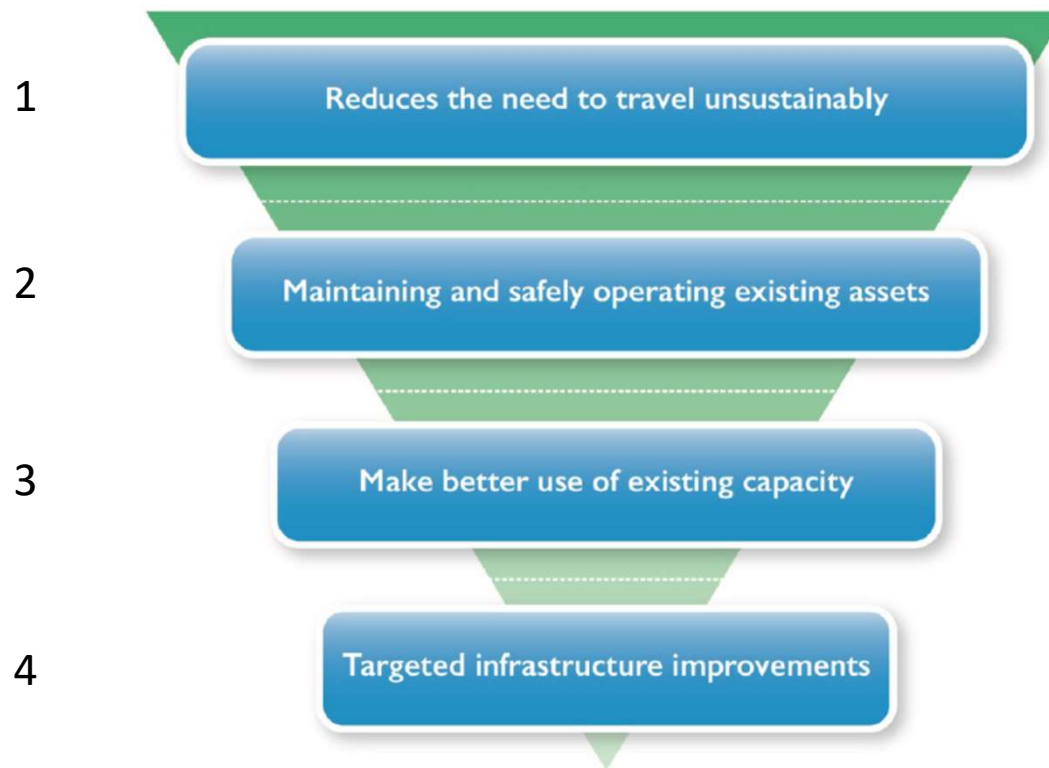 1
Reduces the need to travel unsustainably
2
Maintaining and safely operating existing assets
3
Make better use of existing capacity
4
Targeted infrastructure improvements